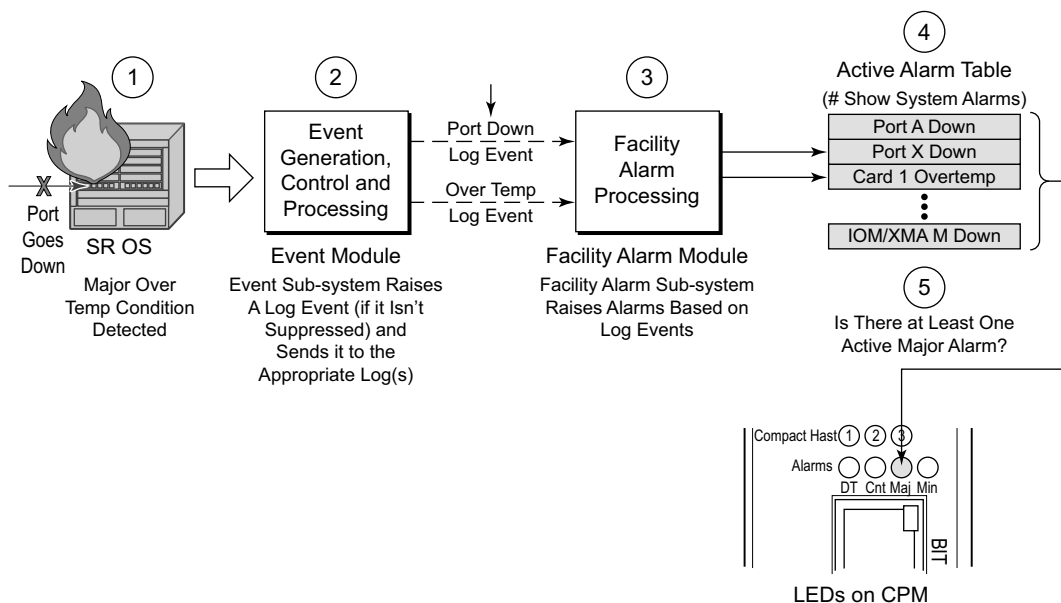 1
X
Port
Goes
Down
SR OS
Major Over
Temp Condition
Detected
2
Event
Generation,
Control and
Processing
Event Module
Event Sub-system Raises
A Log Event (if it Isn't
Suppressed) and
Sends it to the
Appropriate Log(s)
Port Down
Log Event
Over Temp
Log Event
3
Facility
Alarm
Processing
Facility Alarm Module
Facility Alarm Sub-system
Raises Alarms Based on
Log Events
4
Active Alarm Table
(# Show System Alarms)
Port A Down
Port X Down
Card 1 Overtemp
IOM/XMA M Down
5
Is There at Least One
Active Major Alarm?
Compact Hast 1 2 3
Alarms
DT Cnt Maj Min
BIT
LEDs on CPM